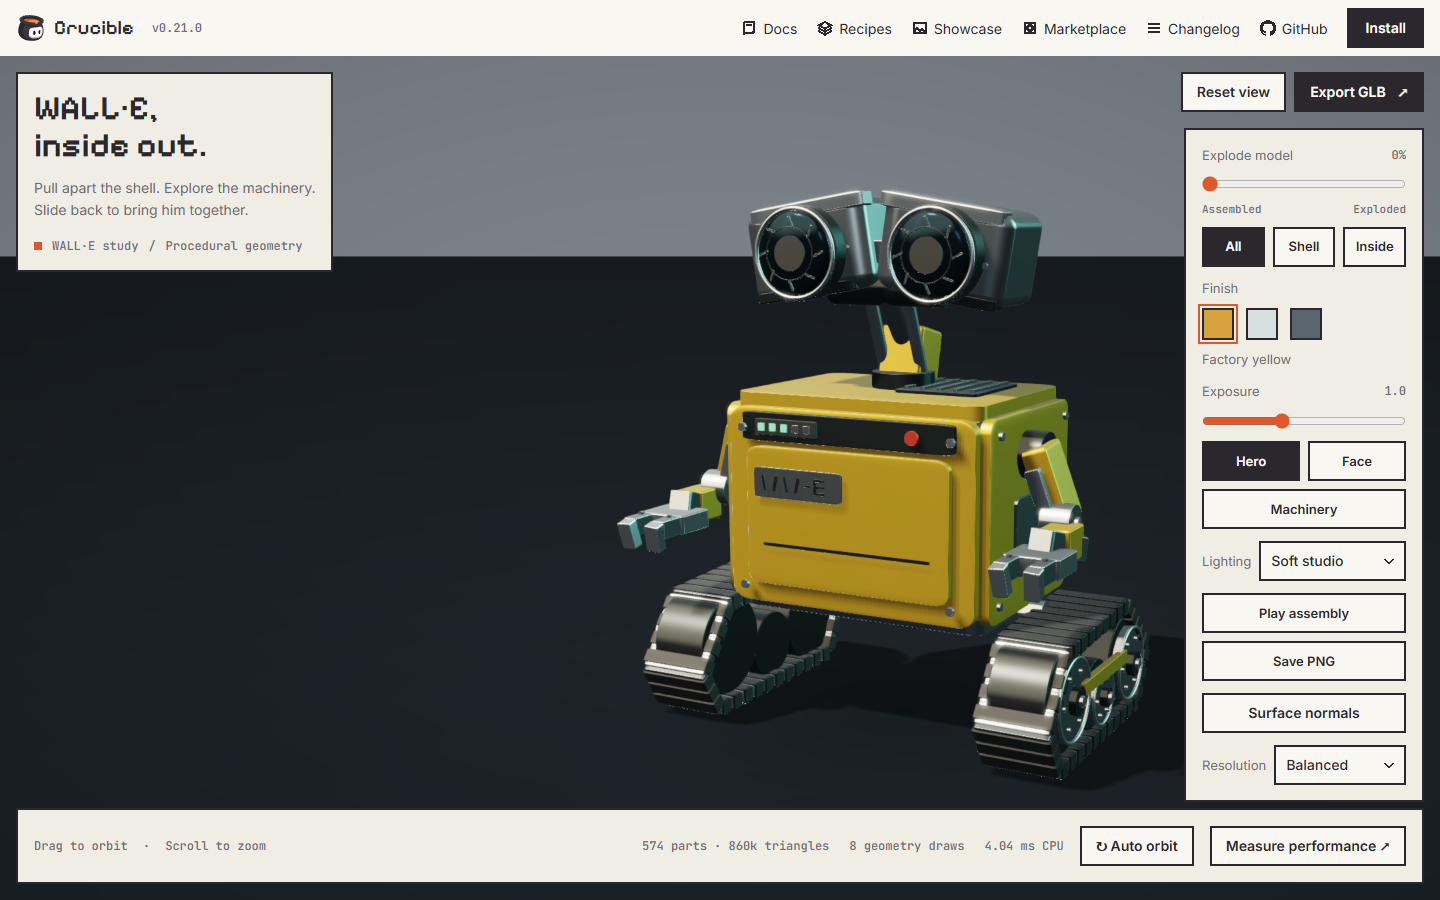 Crucible v0.21.0 Docs Recipes Showcase Marketplace Changelog GitHub Install
WALL·E,
inside out.
Pull apart the shell. Explore the machinery.
Slide back to bring him together.
WALL·E study / Procedural geometry
Reset view Export GLB ↗
Explode model 0%
Assembled Exploded
All Shell Inside
Finish
Factory yellow
Exposure 1.0
Hero Face
Machinery
Lighting Soft studio
Play assembly
Save PNG
Surface normals
Resolution Balanced
Drag to orbit · Scroll to zoom 574 parts · 860k triangles 8 geometry draws 4.04 ms CPU ↻ Auto orbit Measure performance ↗